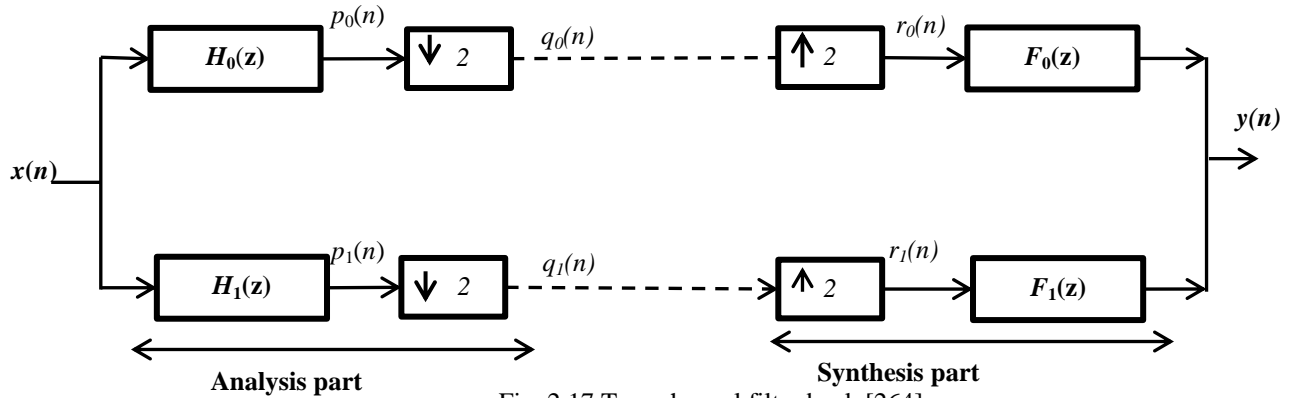 p₀(n)
H₀(z)
↓ 2
q₀(n)
↑ 2
r₀(n)
F₀(z)
y(n)
x(n)
p₁(n)
H₁(z)
↓ 2
q₁(n)
↑ 2
r₁(n)
F₁(z)
Analysis part
Synthesis part